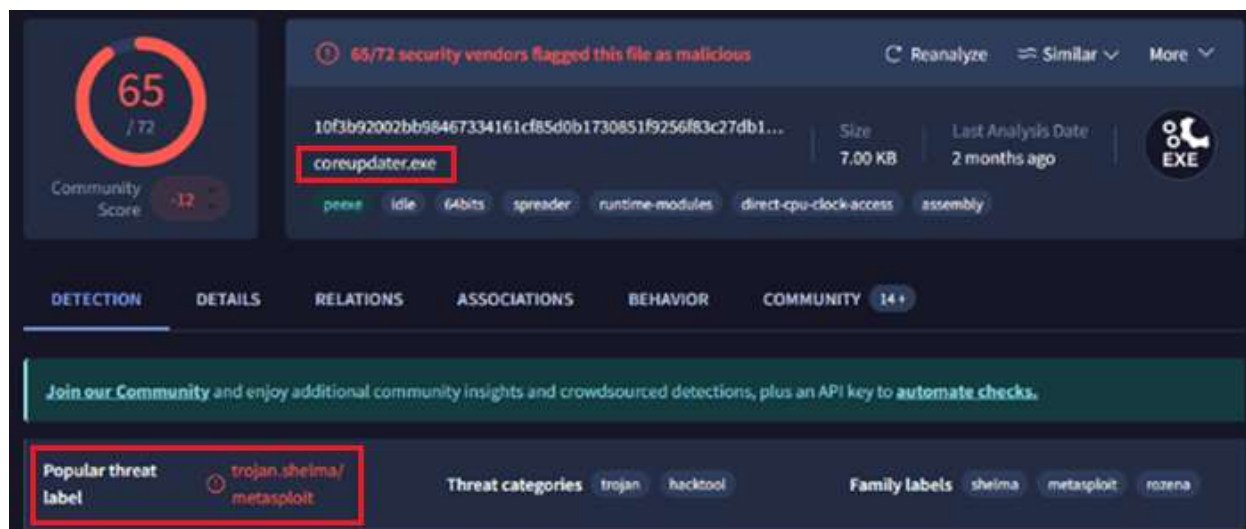 65
/ 72
Community
Score
-12
65/72 security vendors flagged this file as malicious
Reanalyze
Similar
More
10f3b92002bb98467334161cf85d0b1730851f9256f83c27db1...
coreupdater.exe
Size
7.00 KB
Last Analysis Date
2 months ago
EXE
peexe idle 64bits spreader runtime-modules direct-cpu-clock-access assembly
DETECTION DETAILS RELATIONS ASSOCIATIONS BEHAVIOR COMMUNITY 14+
Join our Community and enjoy additional community insights and crowdsourced detections, plus an API key to automate checks.
Popular threat
label
trojan.shelma/
metasploit
Threat categories trojan hacktool
Family labels shelma metasploit rozena